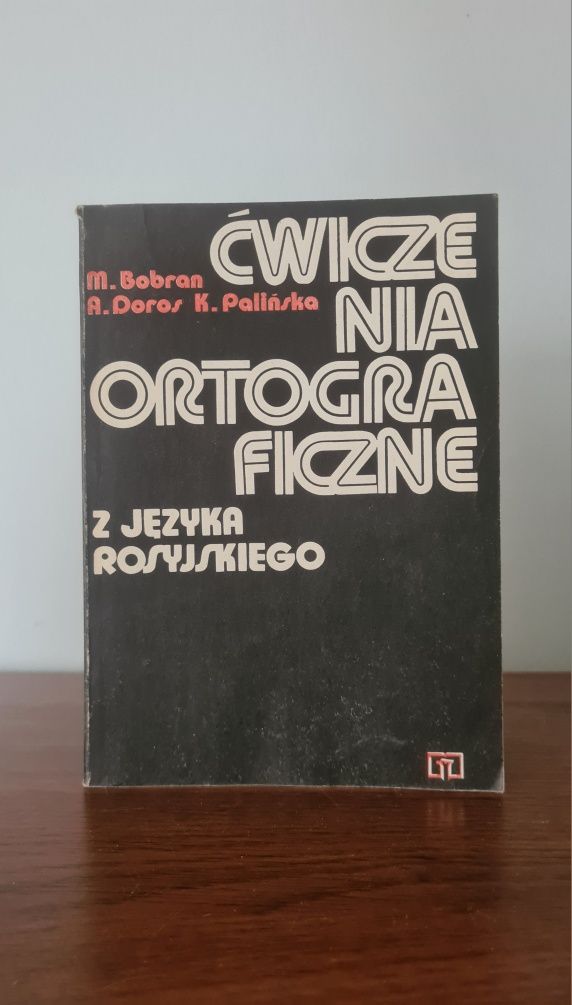 ĆWICZE
M. Bobran
A. Doros K. Palińska
NIA
ORTOGRA
FICZNE
Z JĘZYKA
ROSYJSKIEGO